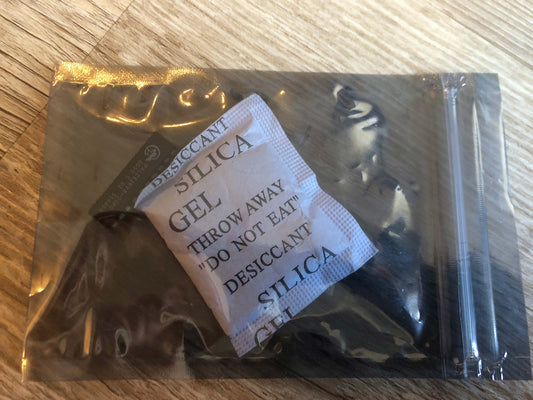 DESICCANT
SILICA
GEL
THROW AWAY
"DO NOT EAT"
DESICCANT
SILICA
GEL